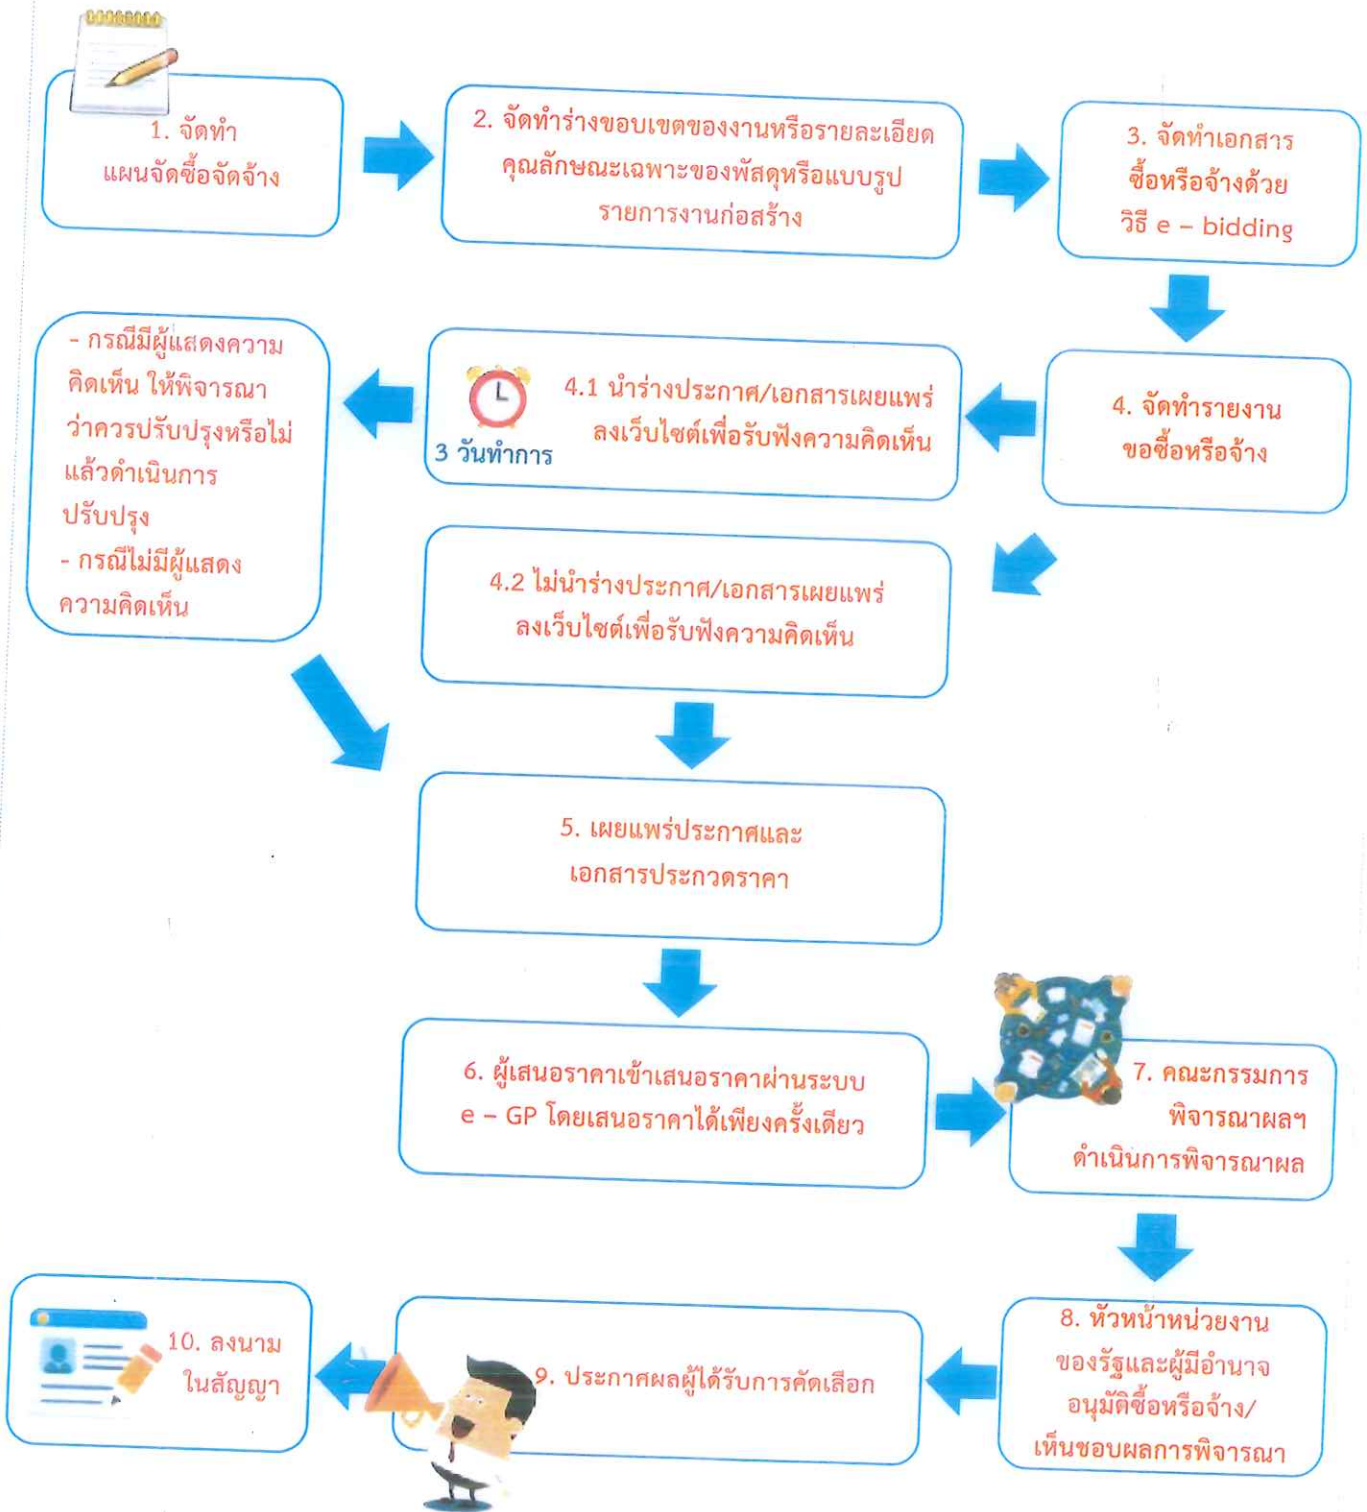 1. จัดทำ
แผนจัดซื้อจัดจ้าง
2. จัดทำร่างขอบเขตของงานหรือรายละเอียด
คุณลักษณะเฉพาะของพัสดุหรือแบบรูป
รายการงานก่อสร้าง
3. จัดทำเอกสาร
ซื้อหรือจ้างด้วย
วิธี e – bidding
4. จัดทำรายงาน
ขอซื้อหรือจ้าง
4.1 นำร่างประกาศ/เอกสารเผยแพร่
ลงเว็บไซต์เพื่อรับฟังความคิดเห็น
3 วันทำการ
- กรณีมีผู้แสดงความ
คิดเห็น ให้พิจารณา
ว่าควรปรับปรุงหรือไม่
แล้วดำเนินการ
ปรับปรุง
- กรณีไม่มีผู้แสดง
ความคิดเห็น
4.2 ไม่นำร่างประกาศ/เอกสารเผยแพร่
ลงเว็บไซต์เพื่อรับฟังความคิดเห็น
5. เผยแพร่ประกาศและ
เอกสารประกวดราคา
6. ผู้เสนอราคาเข้าเสนอราคาผ่านระบบ
e – GP โดยเสนอราคาได้เพียงครั้งเดียว
7. คณะกรรมการ
พิจารณาผลฯ
ดำเนินการพิจารณาผล
8. หัวหน้าหน่วยงาน
ของรัฐและผู้มีอำนาจ
อนุมัติซื้อหรือจ้าง/
เห็นชอบผลการพิจารณา
9. ประกาศผลผู้ได้รับการคัดเลือก
10. ลงนาม
ในสัญญา